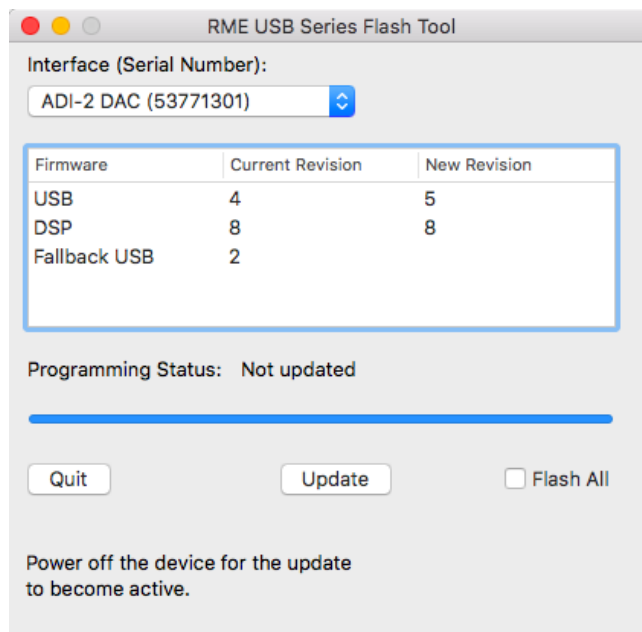 RME USB Series Flash Tool
Interface (Serial Number):
ADI-2 DAC (53771301)
Firmware Current Revision New Revision
USB 4 5
DSP 8 8
Fallback USB 2
Programming Status: Not updated
Quit Update Flash All
Power off the device for the update
to become active.